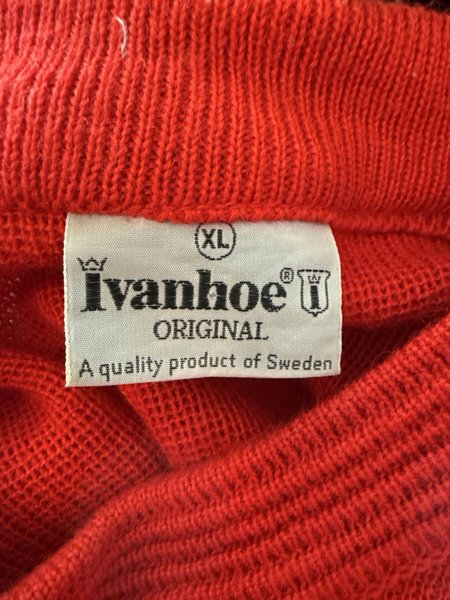 XL
Ivanhoe® i
ORIGINAL
A quality product of Sweden